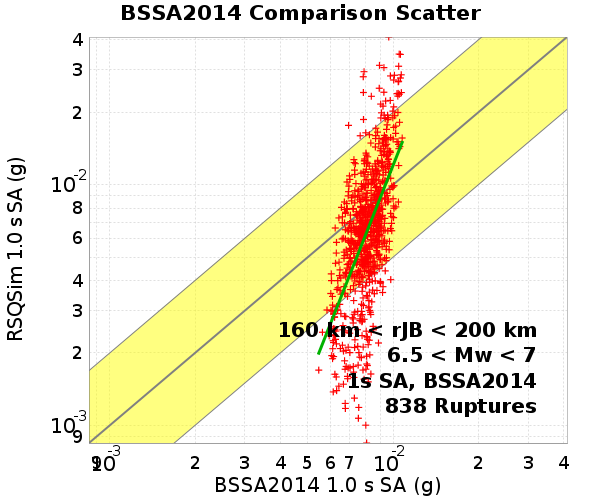 BSSA2014 Comparison Scatter
RSQSim 1.0 s SA (g)
4
3
2
10-2
8
6
4
3
2
10-3
9
160 km < rJB < 200 km
6.5 < Mw < 7
1s SA, BSSA2014
838 Ruptures
9 10-3 2 3 4 5 6 7 10-2 2 3 4
BSSA2014 1.0 s SA (g)